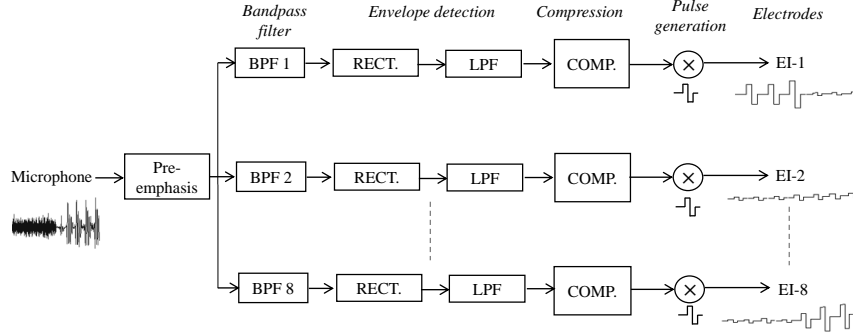 Bandpass filter
Envelope detection
Compression
Pulse generation
Electrodes
BPF 1
RECT.
LPF
COMP.
EI-1
Microphone
Pre-emphasis
BPF 2
RECT.
LPF
COMP.
EI-2
BPF 8
RECT.
LPF
COMP.
EI-8